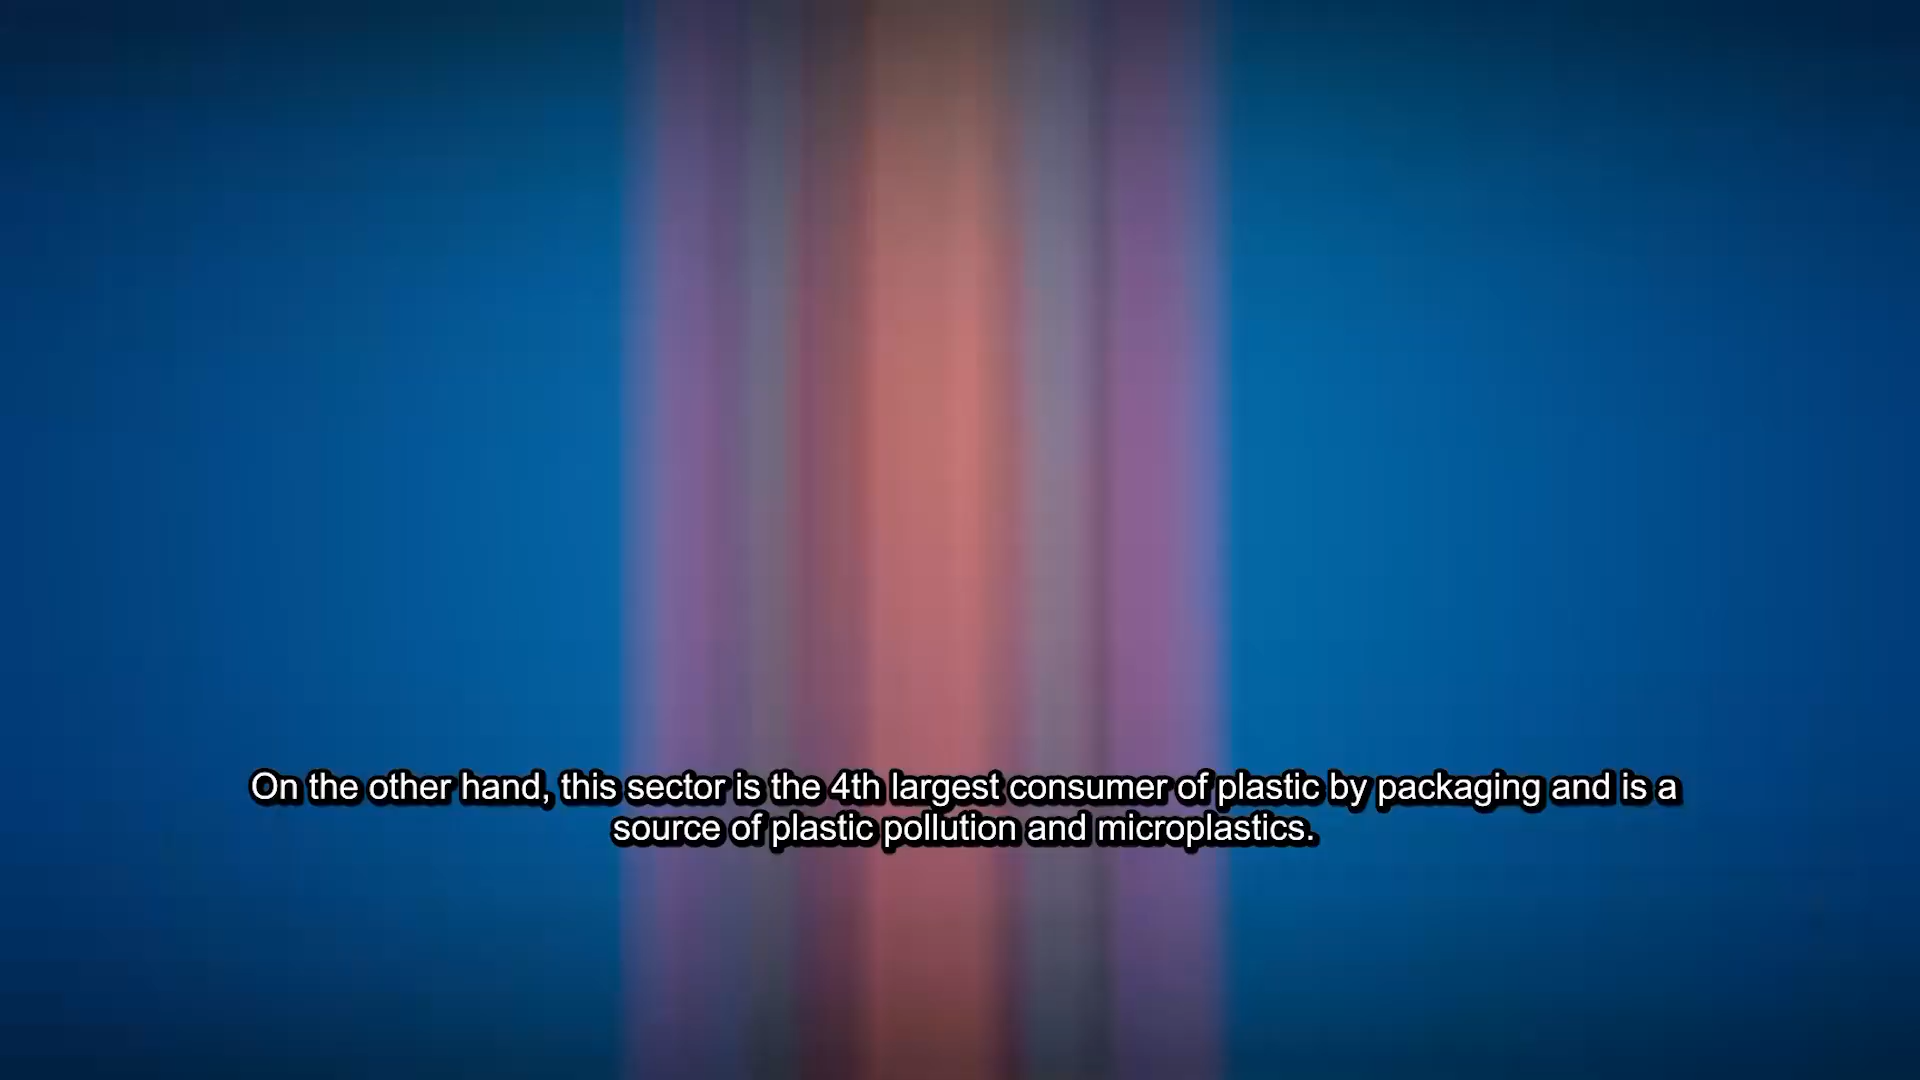 On the other hand, this sector is the 4th largest consumer of plastic by packaging and is a
source of plastic pollution and microplastics.